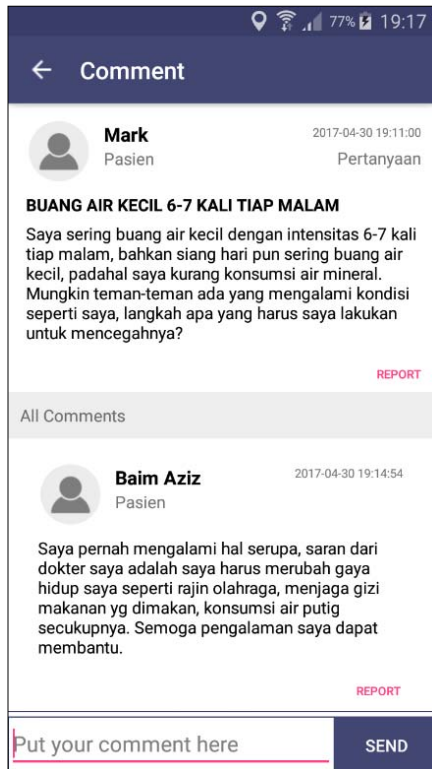 77% 19:17
Comment
Mark 2017-04-30 19:11:00
Pasien Pertanyaan
BUANG AIR KECIL 6-7 KALI TIAP MALAM
Saya sering buang air kecil dengan intensitas 6-7 kali
tiap malam, bahkan siang hari pun sering buang air
kecil, padahal saya kurang konsumsi air mineral.
Mungkin teman-teman ada yang mengalami kondisi
seperti saya, langkah apa yang harus saya lakukan
untuk mencegahnya?
REPORT
All Comments
Baim Aziz 2017-04-30 19:14:54
Pasien
Saya pernah mengalami hal serupa, saran dari
dokter saya adalah saya harus merubah gaya
hidup saya seperti rajin olahraga, menjaga gizi
makanan yg dimakan, konsumsi air putig
secukupnya. Semoga pengalaman saya dapat
membantu.
REPORT
Put your comment here SEND